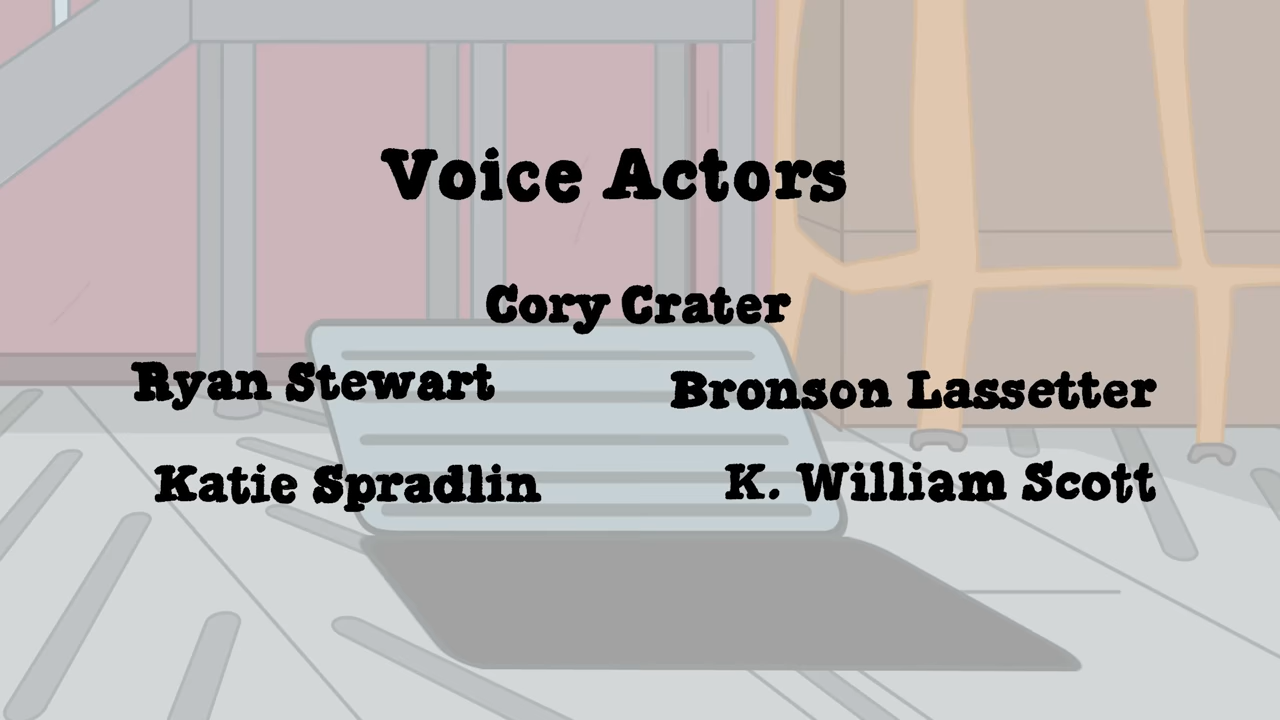 Voice Actors
Cory Crater
Ryan Stewart
Bronson Lassetter
Katie Spradlin
K. William Scott